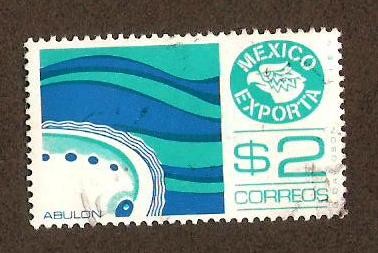 MEXICO
EXPORTA
$2
CORREOS
ABULON